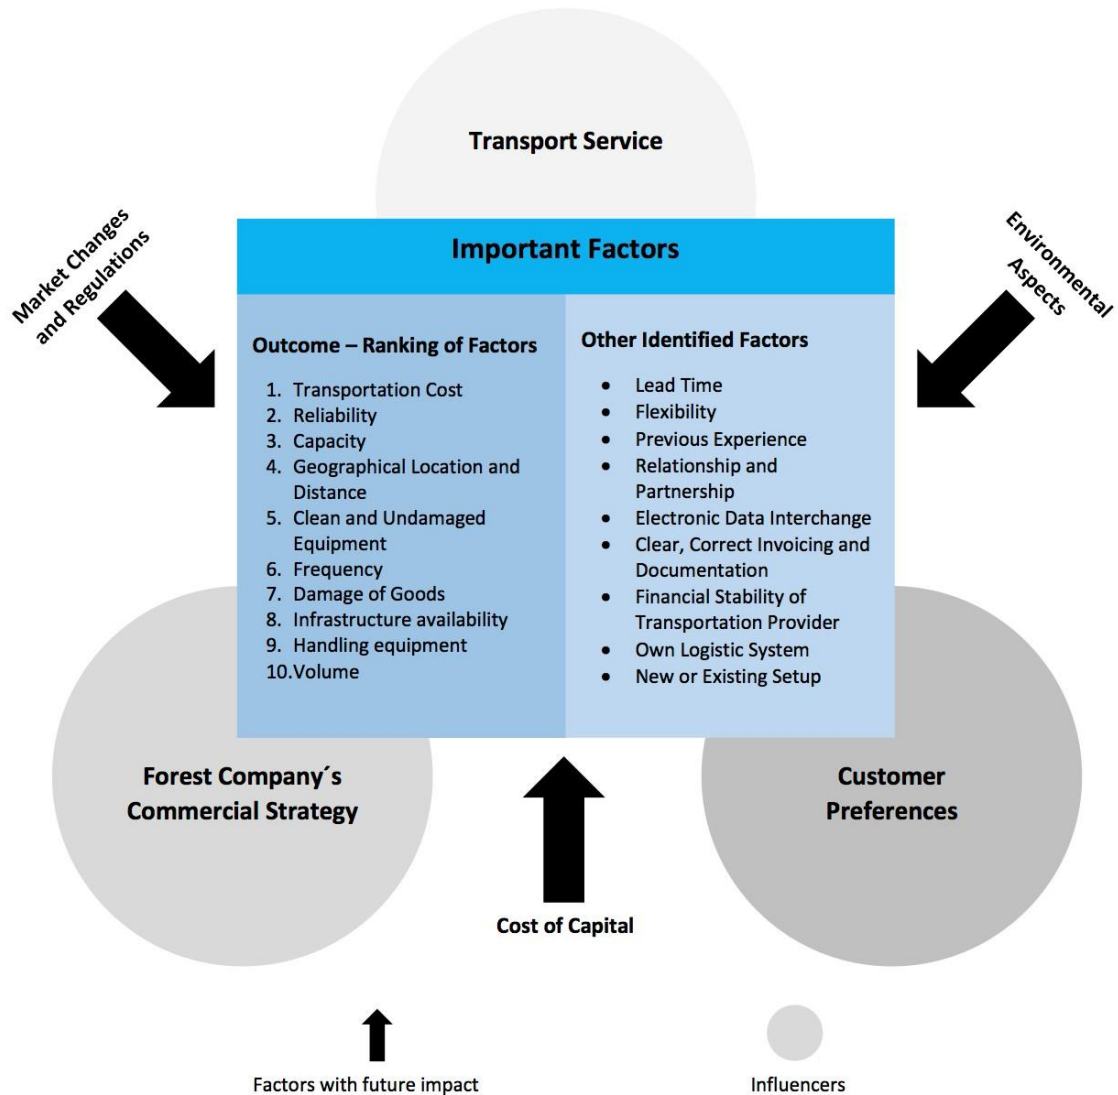 Transport Service
Market Changes
and Regulations
Environmental
Aspects
Important Factors
Outcome – Ranking of Factors
1. Transportation Cost
2. Reliability
3. Capacity
4. Geographical Location and
Distance
5. Clean and Undamaged
Equipment
6. Frequency
7. Damage of Goods
8. Infrastructure availability
9. Handling equipment
10.Volume
Other Identified Factors
• Lead Time
• Flexibility
• Previous Experience
• Relationship and
Partnership
• Electronic Data Interchange
• Clear, Correct Invoicing and
Documentation
• Financial Stability of
Transportation Provider
• Own Logistic System
• New or Existing Setup
Forest Company´s
Commercial Strategy
Customer
Preferences
Cost of Capital
Factors with future impact
Influencers